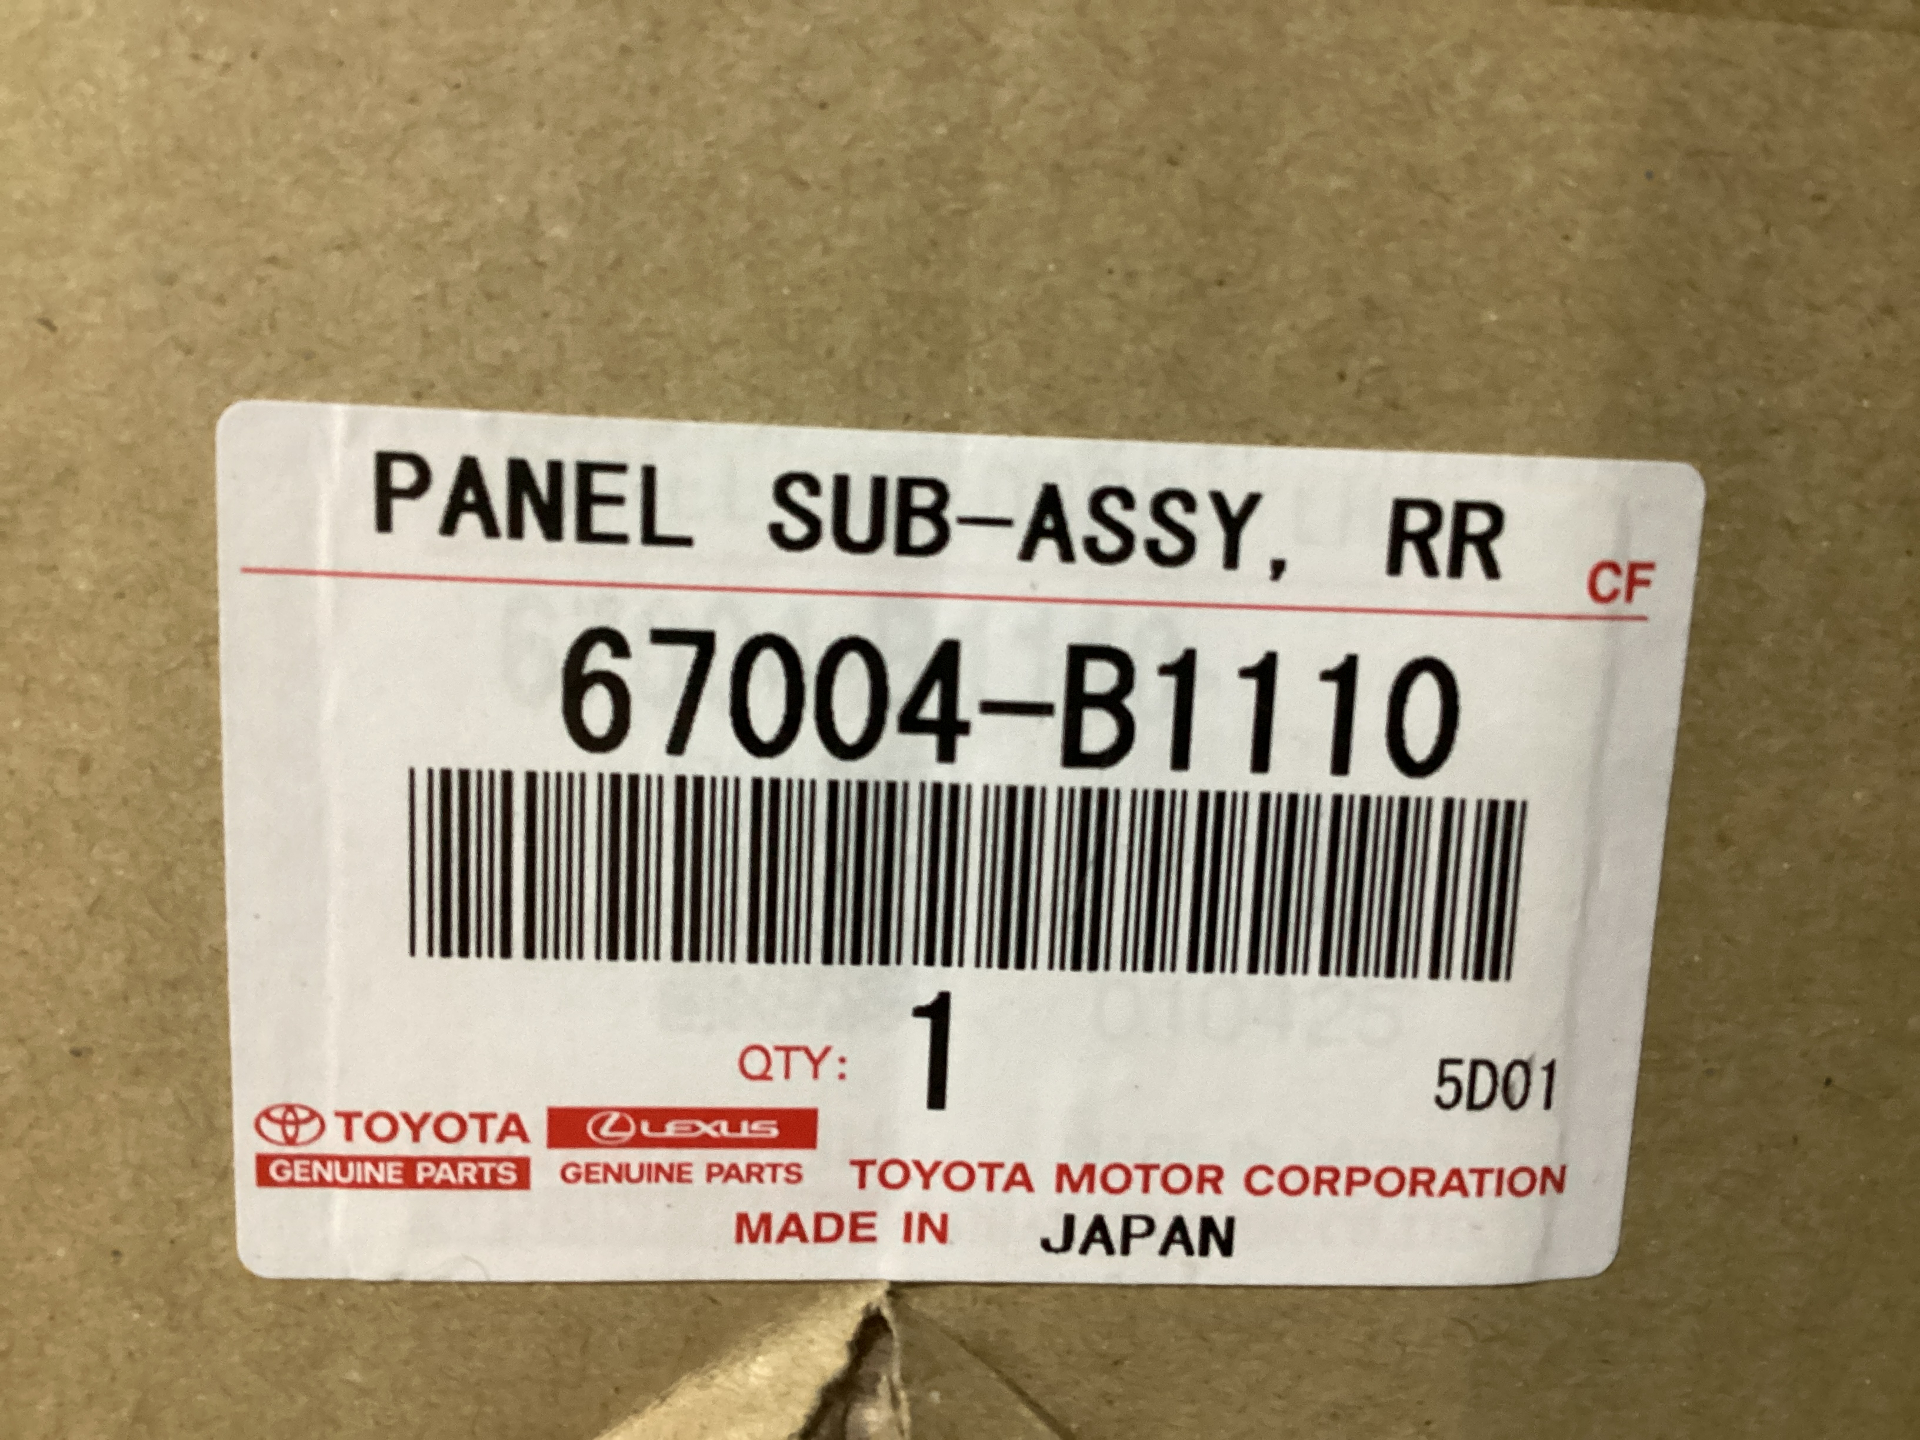 PANEL SUB-ASSY, RR
CF
67004-B1110
QTY: 1
5D01
TOYOTA
GENUINE PARTS
LEXUS
GENUINE PARTS
TOYOTA MOTOR CORPORATION
MADE IN JAPAN